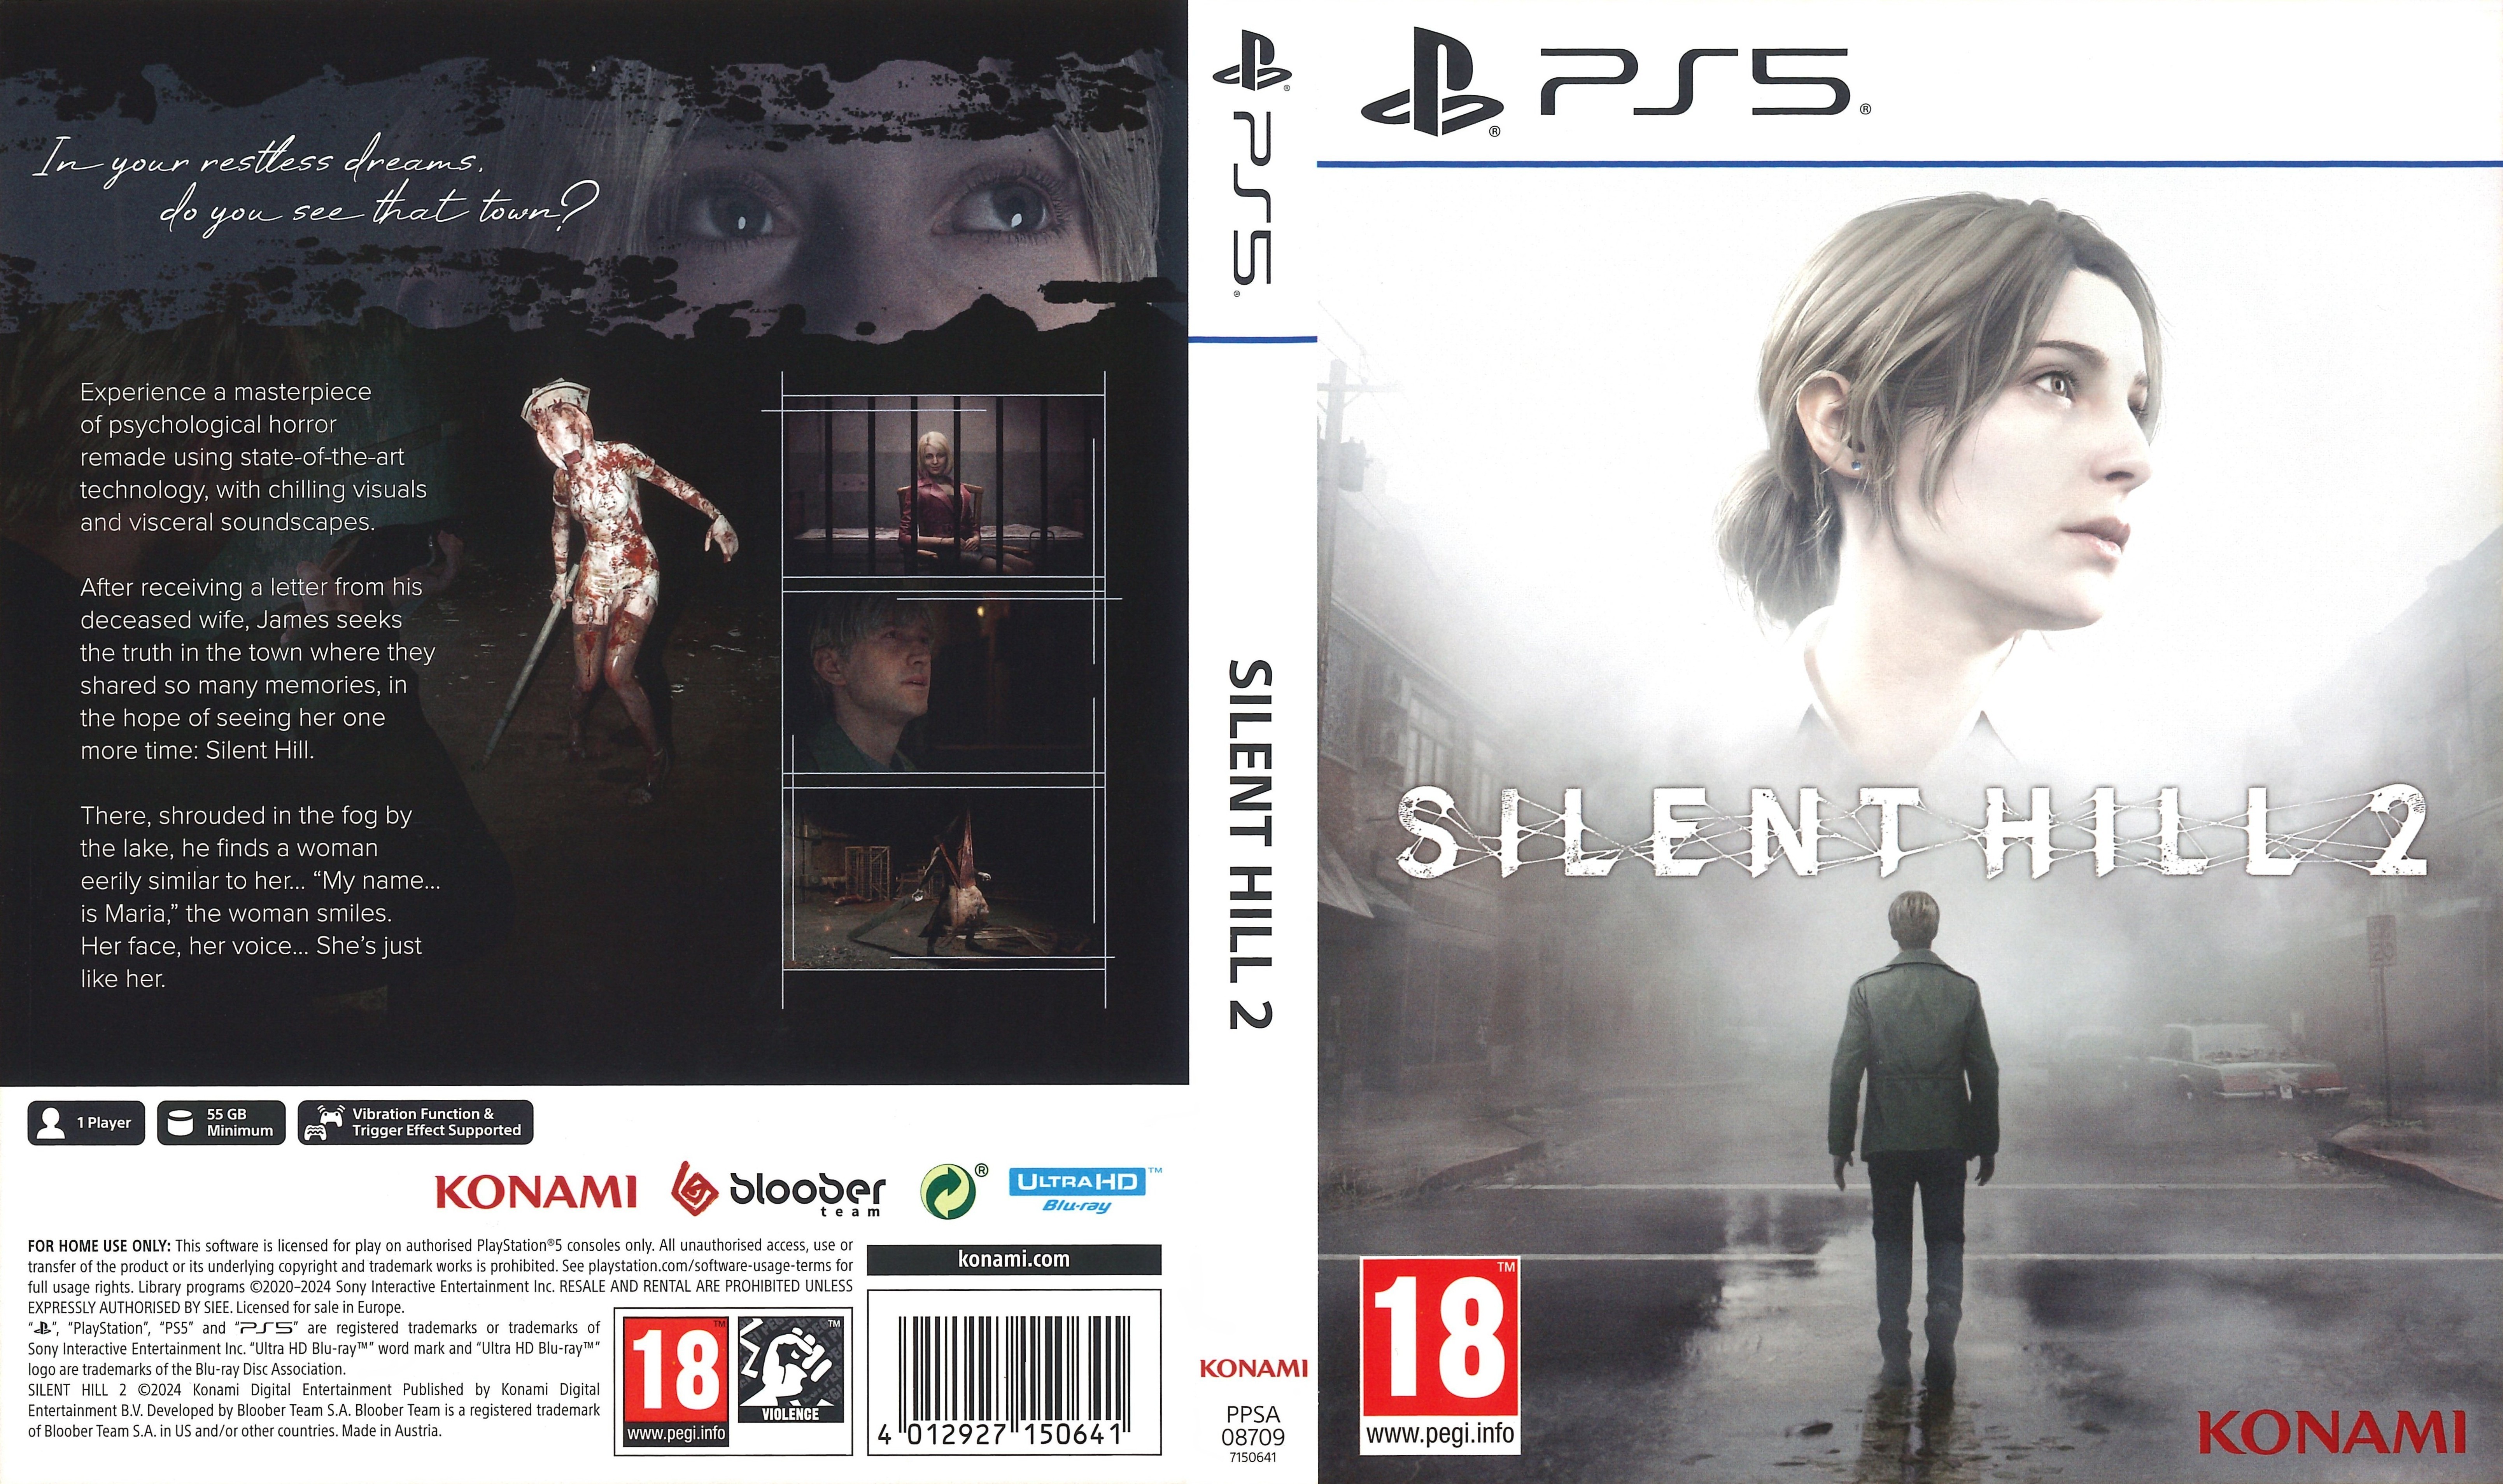 In your restless dreams,
do you see that town?
Experience a masterpiece
of psychological horror
remade using state-of-the-art
technology, with chilling visuals
and visceral soundscapes.
After receiving a letter from his
deceased wife, James seeks
the truth in the town where they
shared so many memories, in
the hope of seeing her one
more time: Silent Hill.
There, shrouded in the fog by
the lake, he finds a woman
eerily similar to her... “My name...
is Maria,” the woman smiles.
Her face, her voice... She’s just
like her.
1 Player
55 GB
Minimum
Vibration Function &
Trigger Effect Supported
KONAMI
bloober
team
®
ULTRA HD™
Blu-ray
FOR HOME USE ONLY: This software is licensed for play on authorised PlayStation®5 consoles only. All unauthorised access, use or
transfer of the product or its underlying copyright and trademark works is prohibited. See playstation.com/software-usage-terms for
full usage rights. Library programs ©2020–2024 Sony Interactive Entertainment Inc. RESALE AND RENTAL ARE PROHIBITED UNLESS
EXPRESSLY AUTHORISED BY SIEE. Licensed for sale in Europe.
“ ”, “PlayStation”, “PS5” and “PS5” are registered trademarks or trademarks of
Sony Interactive Entertainment Inc. “Ultra HD Blu-ray™” word mark and “Ultra HD Blu-ray™”
logo are trademarks of the Blu-ray Disc Association.
SILENT HILL 2 ©2024 Konami Digital Entertainment Published by Konami Digital
Entertainment B.V. Developed by Bloober Team S.A. Bloober Team is a registered trademark
of Bloober Team S.A. in US and/or other countries. Made in Austria.
18™
www.pegi.info
™
VIOLENCE
konami.com
4 012927 150641
PS5®
SILENT HILL 2
KONAMI
PPSA
08709
7150641
PS5®
SILENT HILL 2
18™
www.pegi.info
KONAMI